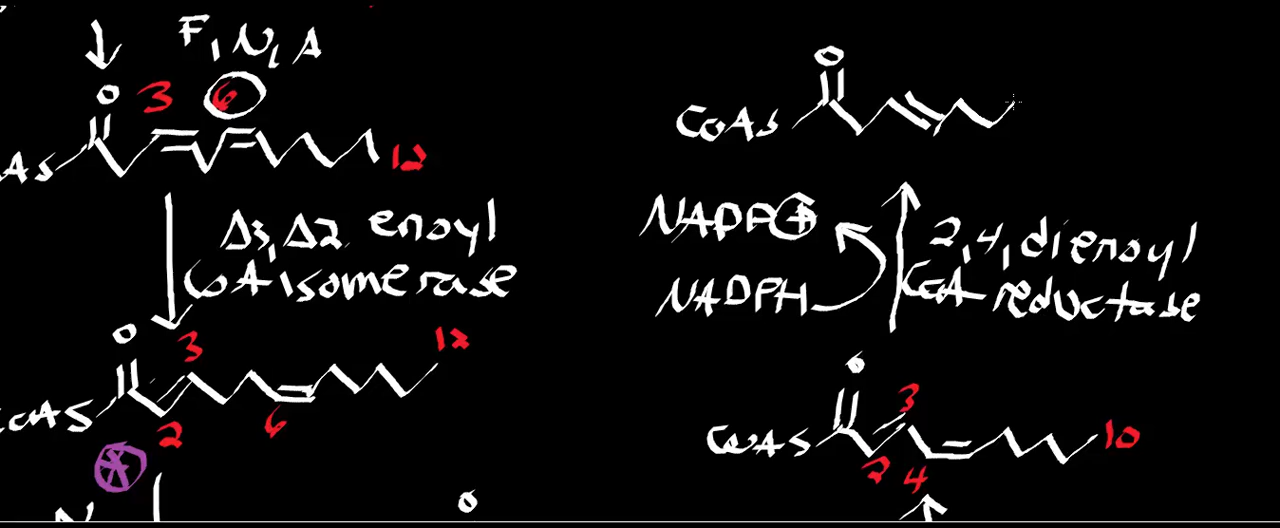 F, N, A
O 3 6
AS 12
Δ3, Δ2 enoyl
CoA isomerase
O 3 12
CoAS 2 6
O
O
CoAS
NADP+
NADPH
2,4, dienoyl
CoA reductase
O 3 10
CoAS 2 4